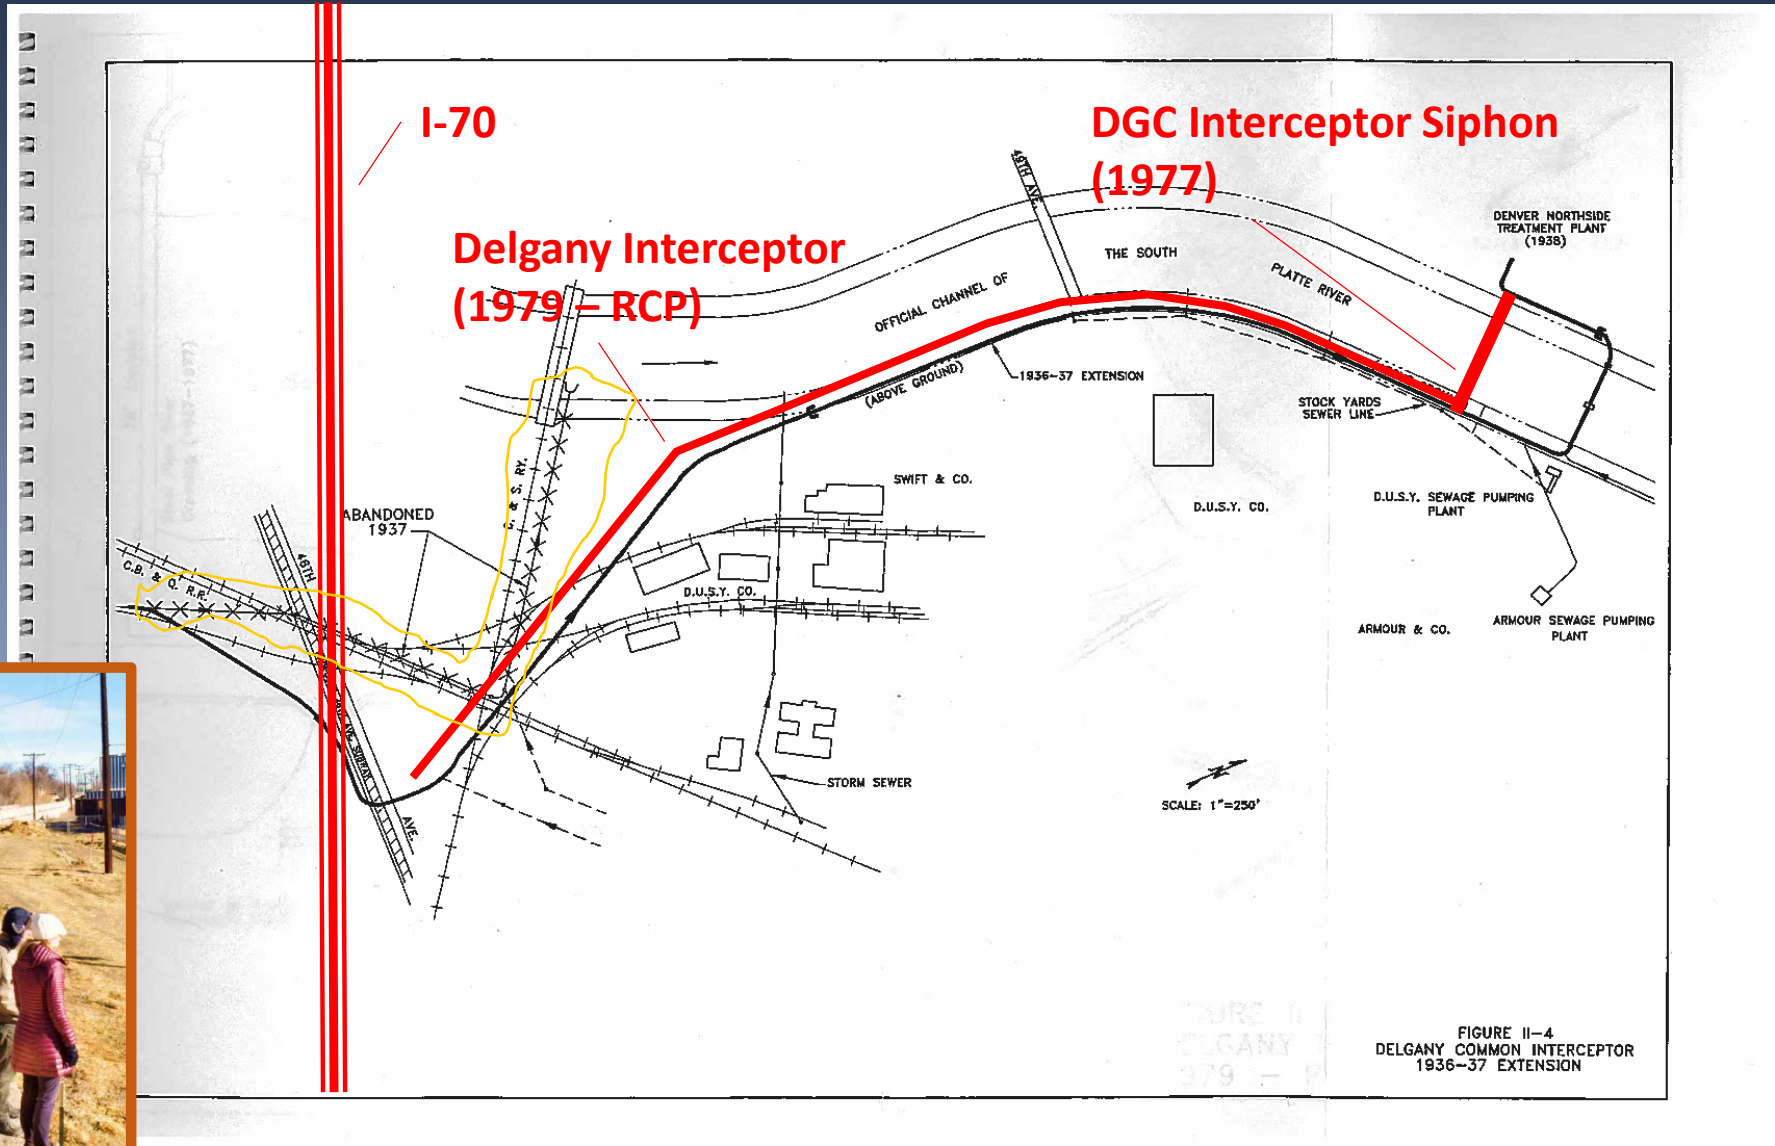 I-70
DGC Interceptor Siphon
(1977)
Delgany Interceptor
(1979 – RCP)
49TH AVE.
DENVER NORTHSIDE
TREATMENT PLANT
(1938)
THE SOUTH
PLATTE RIVER
OFFICIAL CHANNEL OF
1936-37 EXTENSION
(ABOVE GROUND)
STOCK YARDS
SEWER LINE
C. & S. RY.
SWIFT & CO.
D.U.S.Y. CO.
D.U.S.Y. SEWAGE PUMPING
PLANT
ABANDONED
1937
46TH
C.B. & Q. R.R.
D.U.S.Y. CO.
ARMOUR & CO.
ARMOUR SEWAGE PUMPING
PLANT
AVE.
STORM SEWER
SCALE: 1"=250'
AVE.
FIGURE II-4
DELGANY COMMON INTERCEPTOR
1936-37 EXTENSION